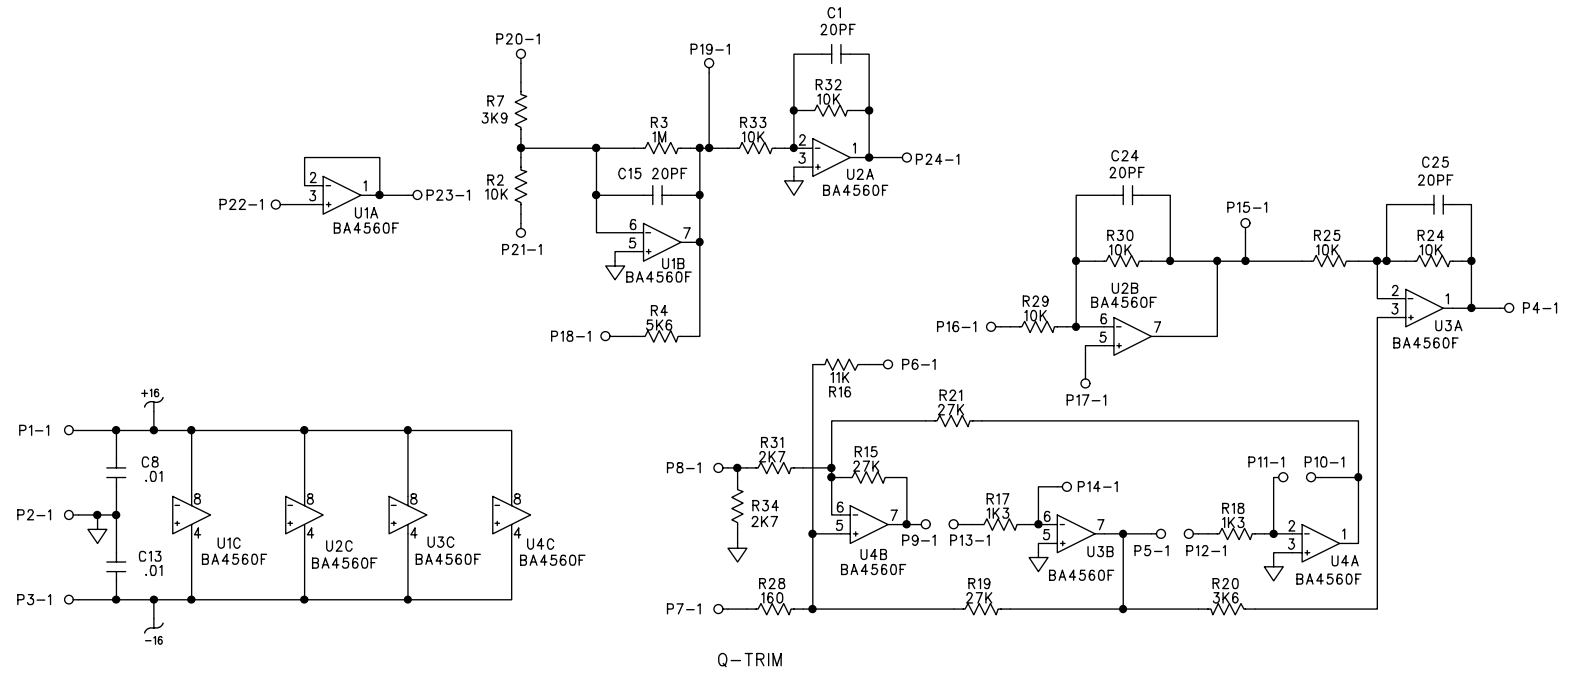 C1
20PF
P20-1
P19-1
R7
3K9
R32
10K
R3
1M
R33
10K
2
3
1
P24-1
U2A
BA4560F
C15 20PF
R2
10K
P21-1
2
3
1
P22-1
P23-1
U1A
BA4560F
6
5
7
U1B
BA4560F
R4
5K6
P18-1
C24
20PF
C25
20PF
P15-1
R30
10K
R25
10K
R24
10K
U2B
BA4560F
R29
10K
P16-1
6
5
7
P17-1
2
3
1
P4-1
U3A
BA4560F
P6-1
11K
R16
R21
27K
+16
P1-1
C8
.01
P2-1
C13
.01
P3-1
-16
8
4
U1C
BA4560F
8
4
U2C
BA4560F
8
4
U3C
BA4560F
8
4
U4C
BA4560F
R31
2K7
P8-1
R34
2K7
R15
27K
6
5
7
P9-1
U4B
BA4560F
P13-1
R17
1K3
P14-1
6
5
7
U3B
BA4560F
P5-1
P12-1
R18
1K3
P11-1
P10-1
2
3
1
U4A
BA4560F
P7-1
R28
160
R19
27K
R20
3K6
Q-TRIM